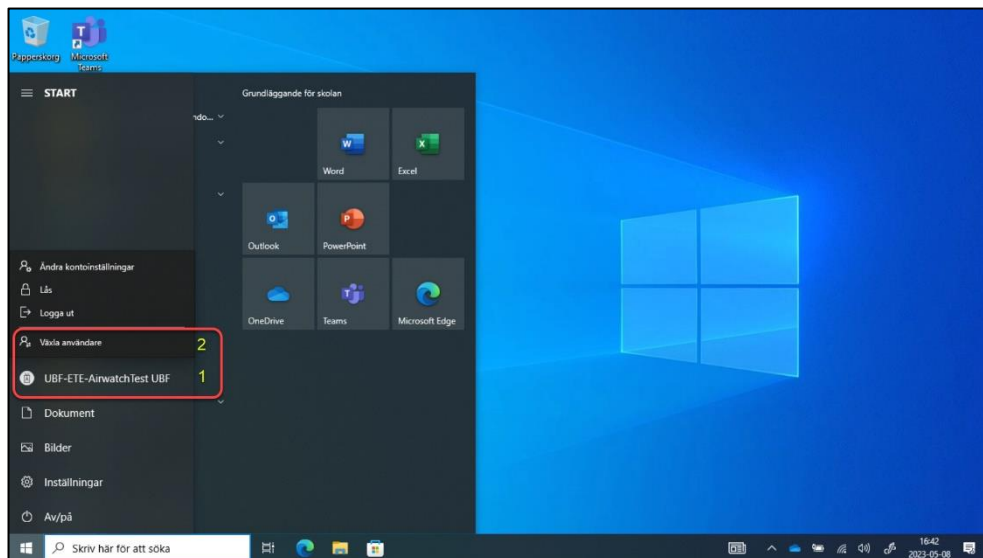 Papperskorg
Microsoft Teams
START
Grundläggande för skolan
ndo...
Word
Excel
Outlook
PowerPoint
Ändra kontoinställningar
Lås
Logga ut
OneDrive
Teams
Microsoft Edge
Växla användare
2
UBF-ETE-AirwatchTest UBF
1
Dokument
Bilder
Inställningar
Av/på
Skriv här för att söka
16:42
2023-05-08